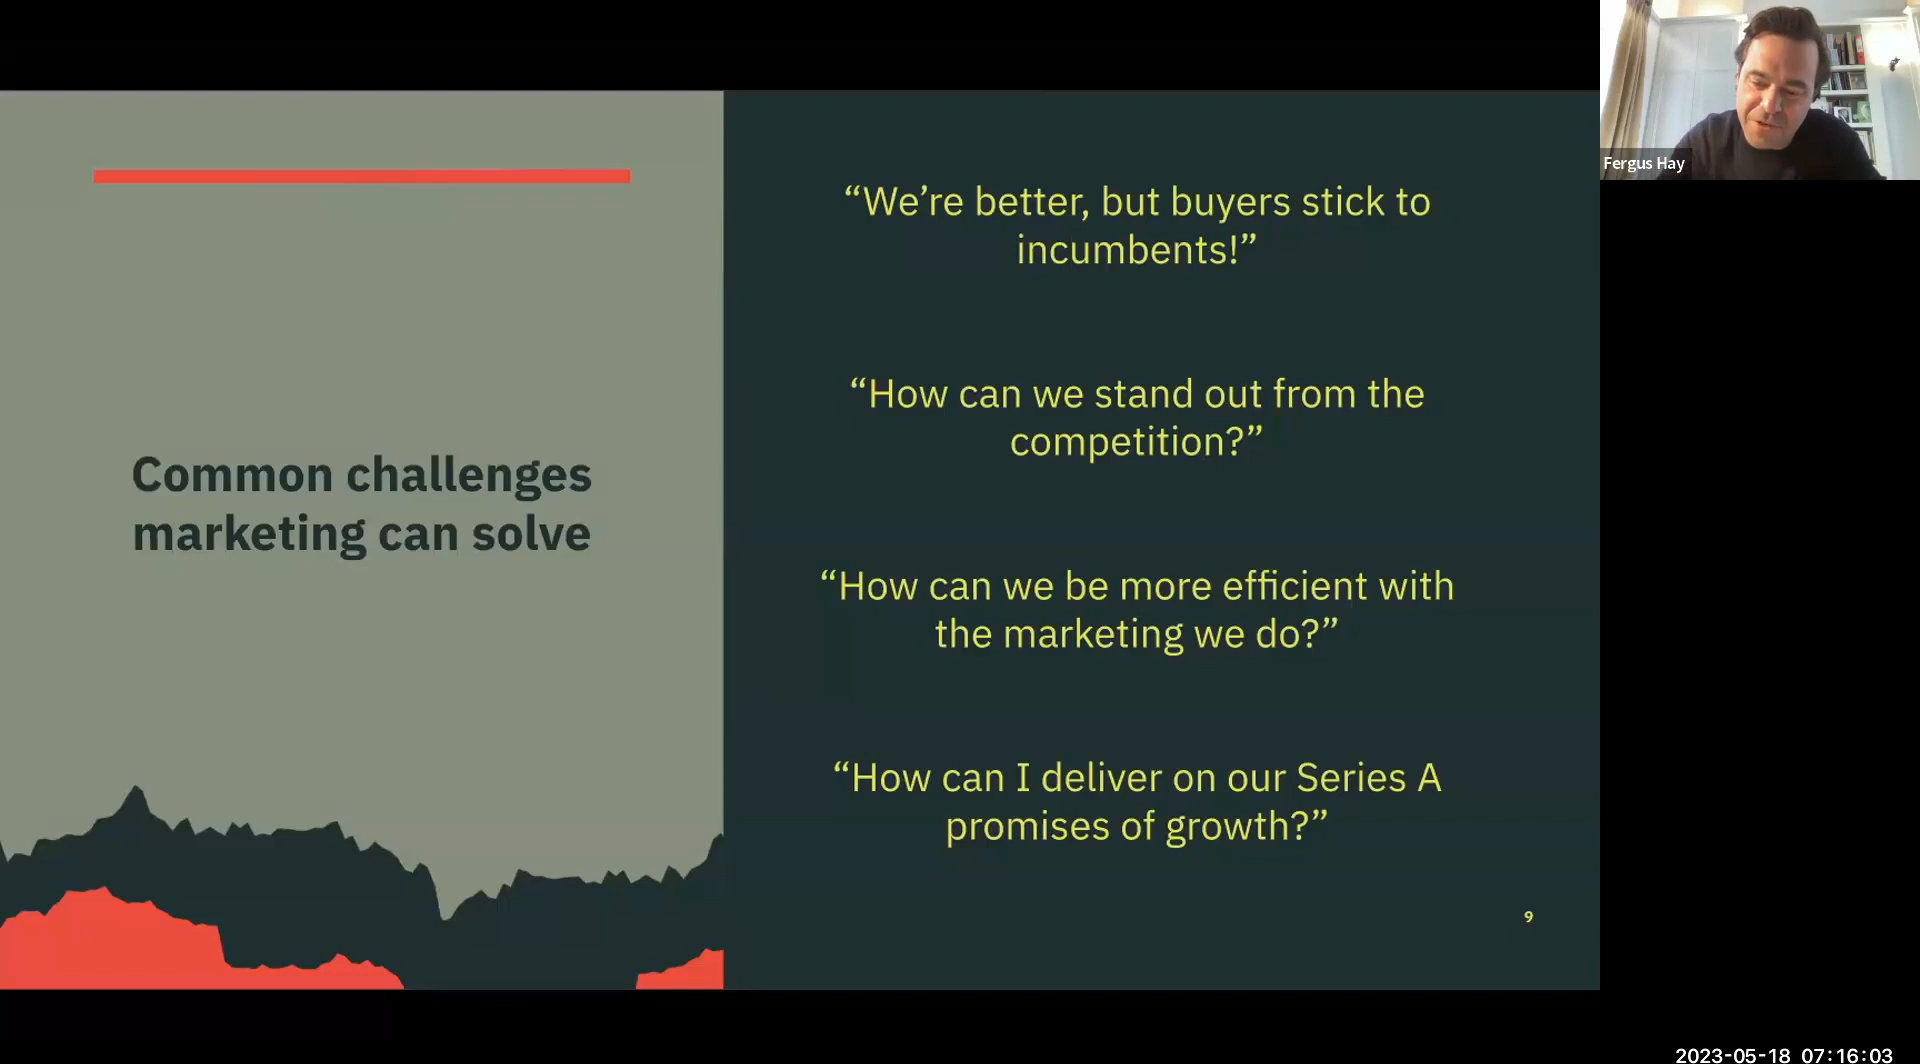 Common challenges
marketing can solve
“We’re better, but buyers stick to
incumbents!”
“How can we stand out from the
competition?”
“How can we be more efficient with
the marketing we do?”
“How can I deliver on our Series A
promises of growth?”
9
Fergus Hay
2023-05-18 07:16:03